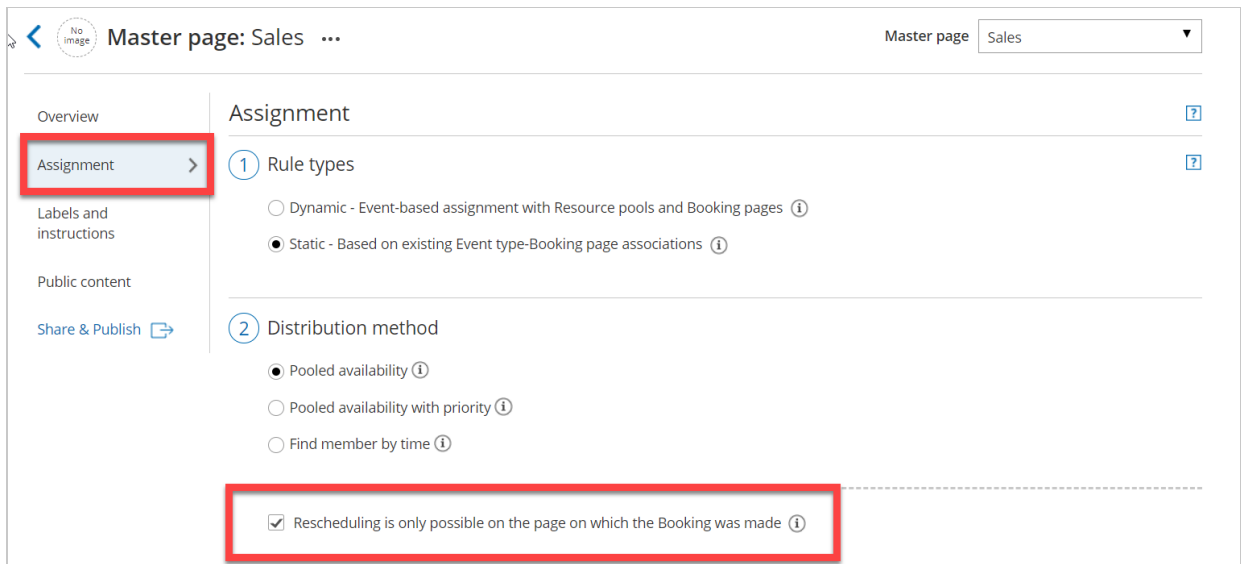 No
image
Master page: Sales ...
Master page
Sales
Overview
Assignment
Labels and
instructions
Public content
Share & Publish
Assignment
?
1
Rule types
?
Dynamic - Event-based assignment with Resource pools and Booking pages
i
Static - Based on existing Event type-Booking page associations
i
2
Distribution method
Pooled availability
i
Pooled availability with priority
i
Find member by time
i
Rescheduling is only possible on the page on which the Booking was made
i